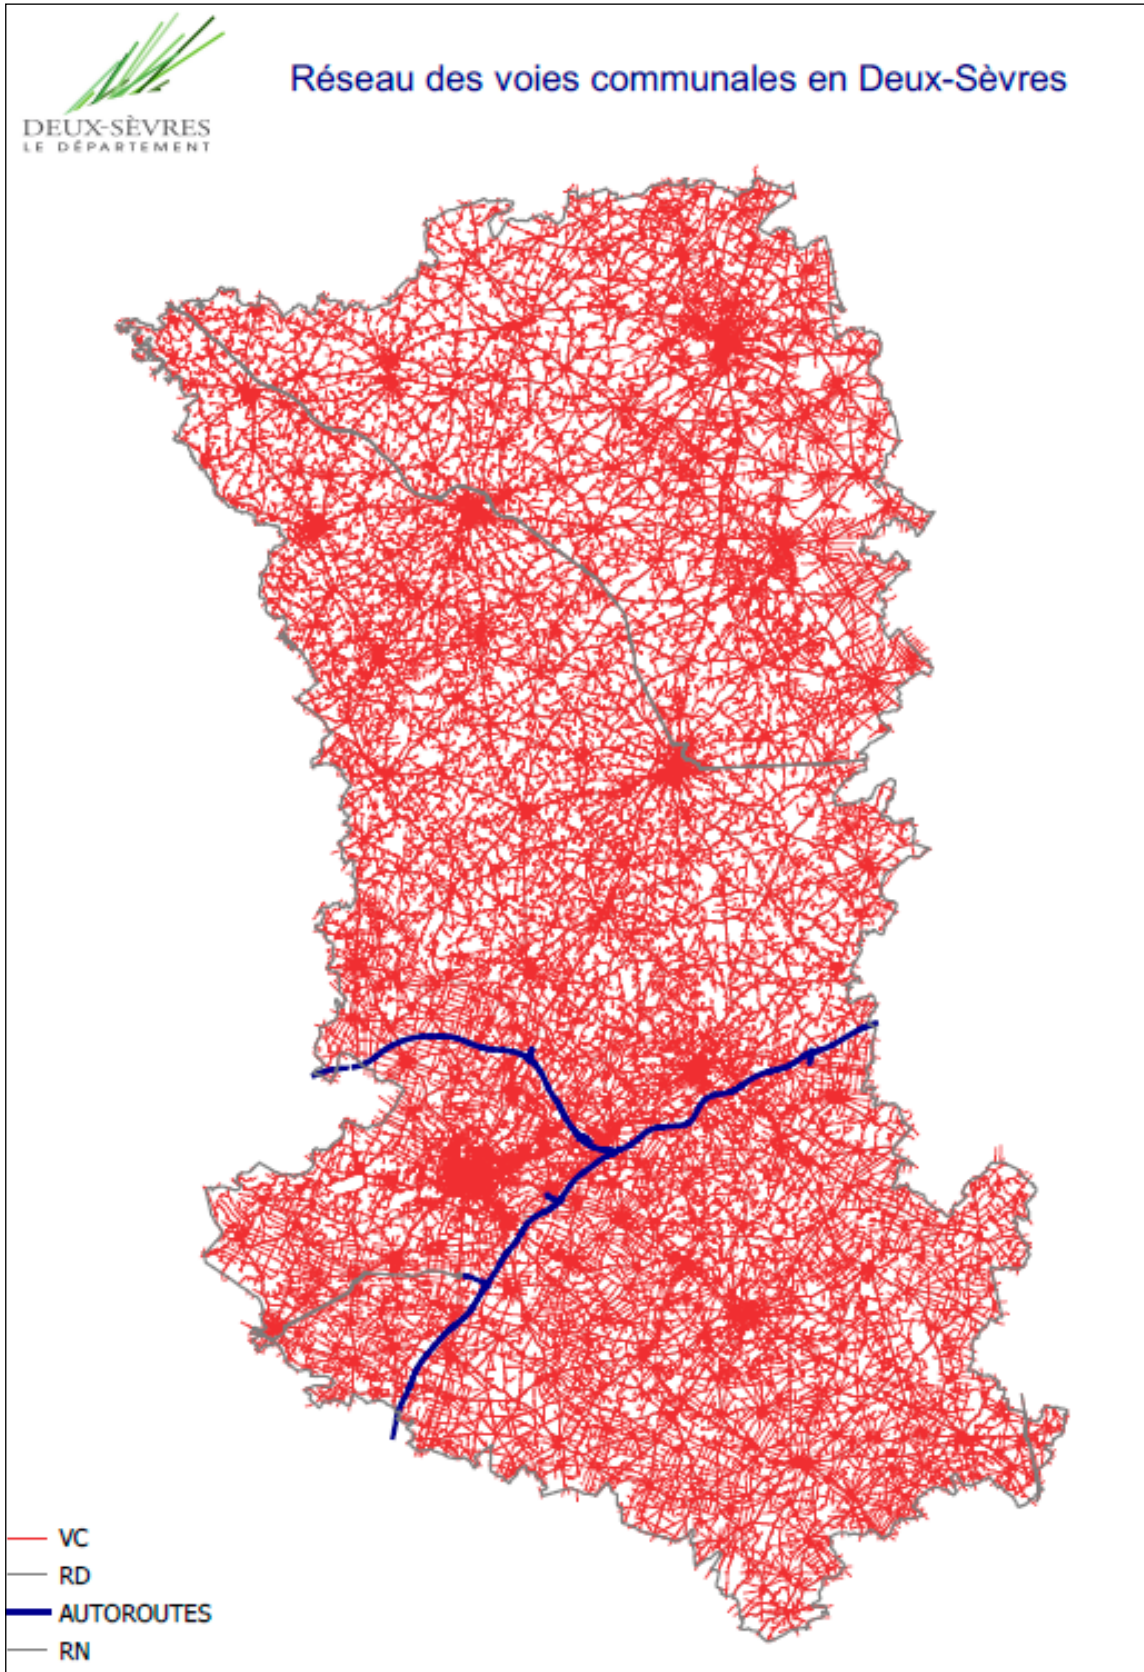 Réseau des voies communales en Deux-Sèvres
DEUX-SÈVRES
LE DÉPARTEMENT
VC
RD
AUTOROUTES
RN